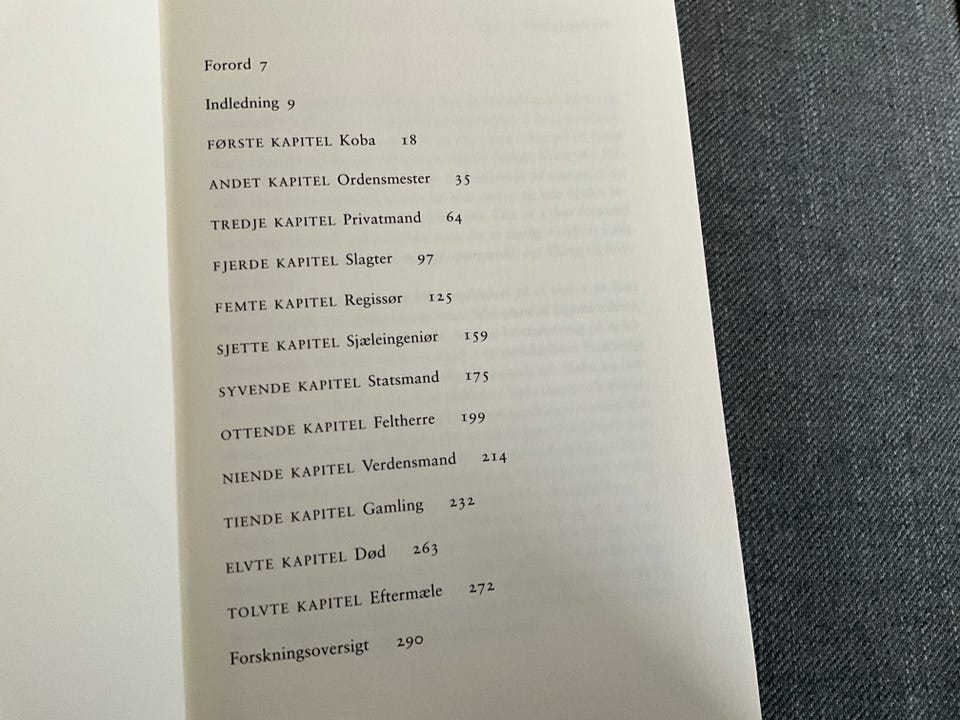 Forord 7
Indledning 9
FØRSTE KAPITEL Koba 18
ANDET KAPITEL Ordensmester 35
TREDJE KAPITEL Privatmand 64
FJERDE KAPITEL Slagter 97
FEMTE KAPITEL Regissør 125
SJETTE KAPITEL Sjæleingeniør 159
SYVENDE KAPITEL Statsmand 175
OTTENDE KAPITEL Feltherre 199
NIENDE KAPITEL Verdensmand 214
TIENDE KAPITEL Gamling 232
ELVTE KAPITEL Død 263
TOLVTE KAPITEL Eftermæle 272
Forskningsoversigt 290